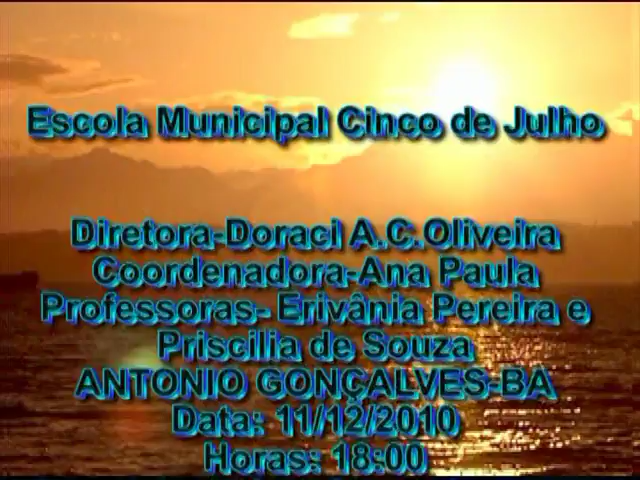 Escola Municipal Cinco de Julho
Diretora-Doraci A.C.Oliveira
Coordenadora-Ana Paula
Professoras- Erivânia Pereira e
Priscilia de Souza
ANTONIO GONÇALVES-BA
Data: 11/12/2010
Horas: 18:00